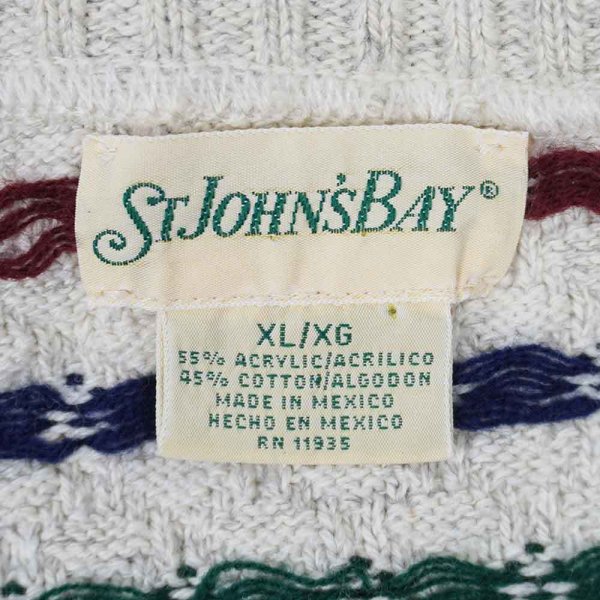 ST JOHN'S BAY®
XL/XG
55% ACRYLIC/ACRILICO
45% COTTON/ALGODON
MADE IN MEXICO
HECHO EN MEXICO
RN 11935